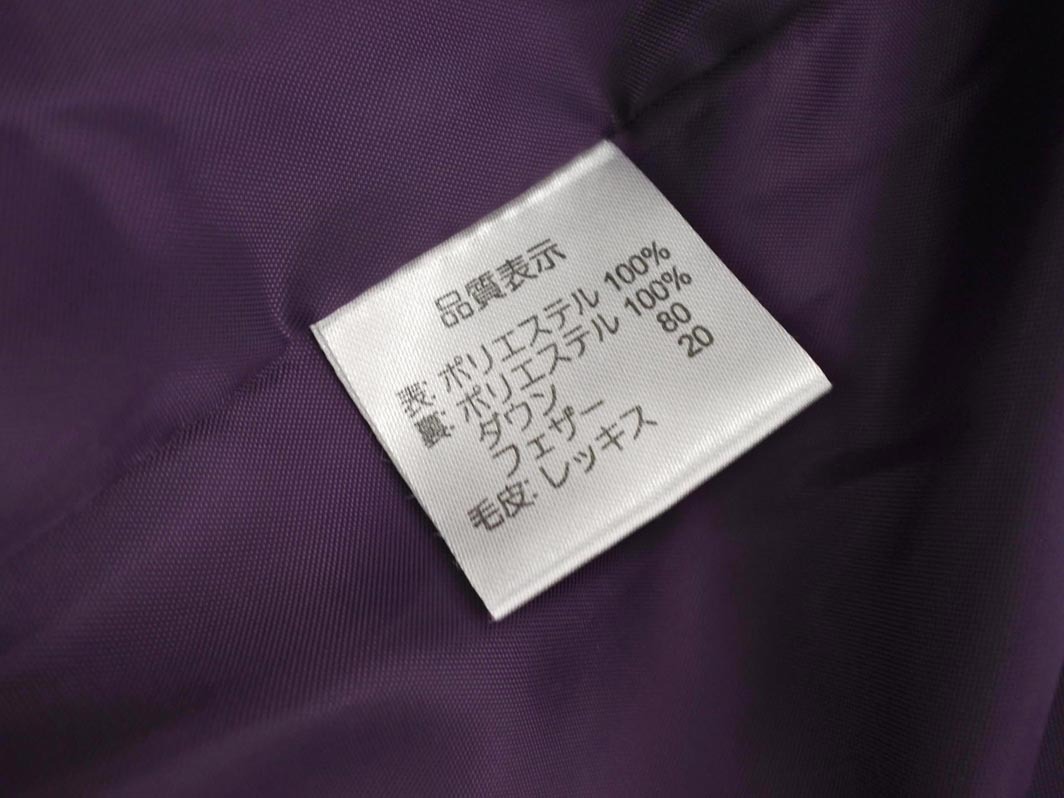 品質表示
表: ポリエステル 100%
裏: ポリエステル 100%
ダウン 80
フェザー 20
毛皮: レッキス